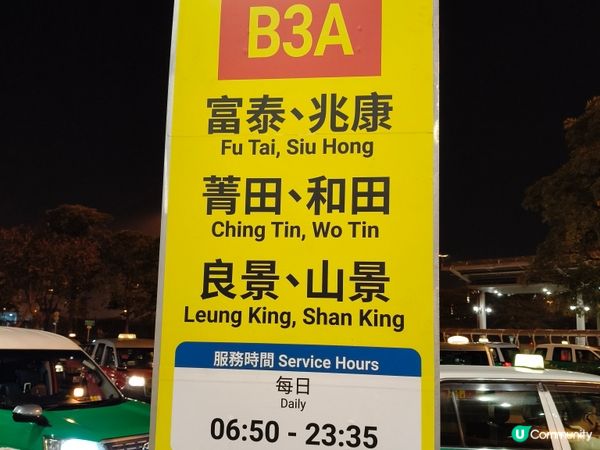 B3A
富泰、兆康
Fu Tai, Siu Hong
菁田、和田
Ching Tin, Wo Tin
良景、山景
Leung King, Shan King
服務時間 Service Hours
每日
Daily
06:50 - 23:35
U Community